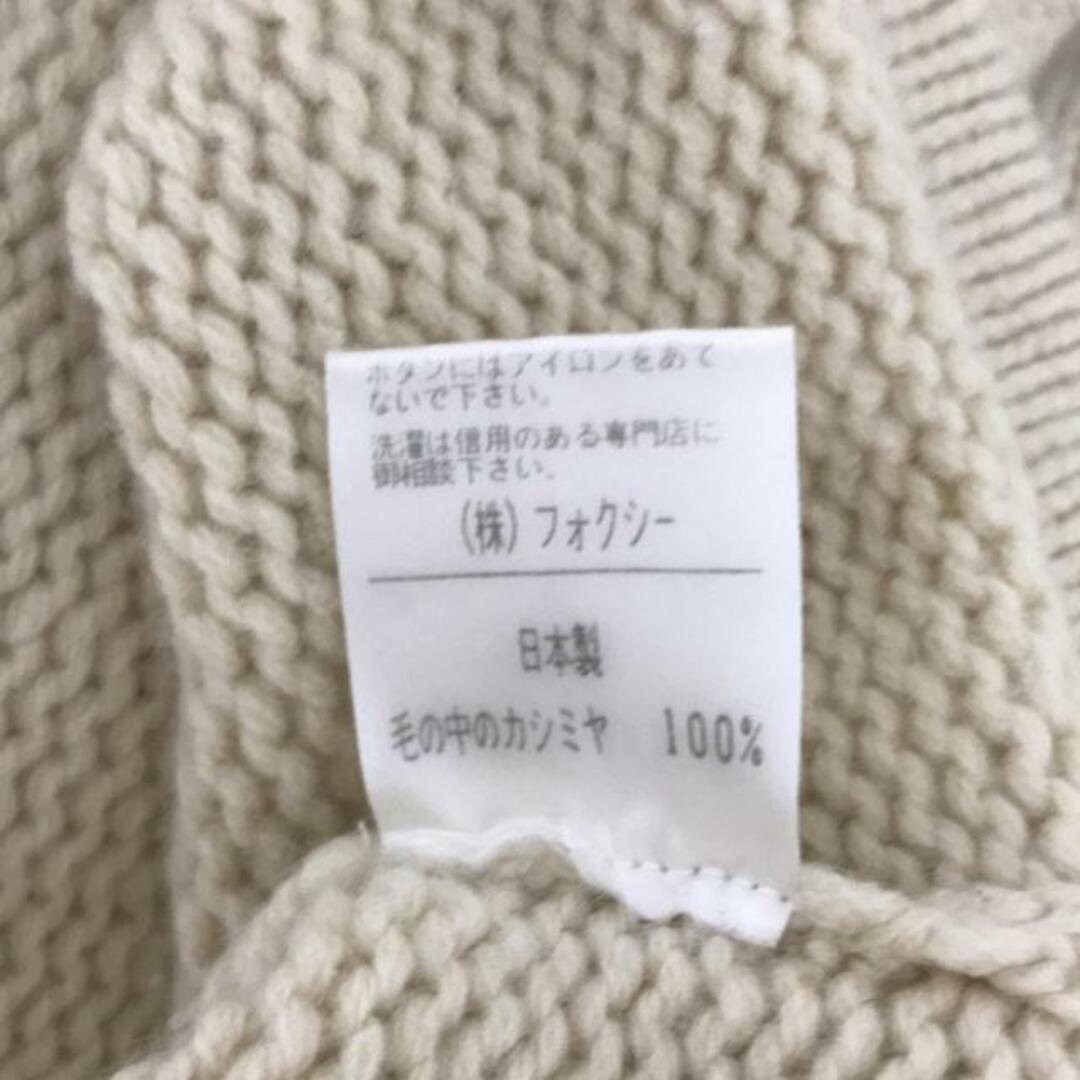 ボタンにはアイロンをあて
ないで下さい。
洗濯は信用のある専門店に
御相談下さい。
(株)フォクシー
日本製
毛の中のカシミヤ 100%